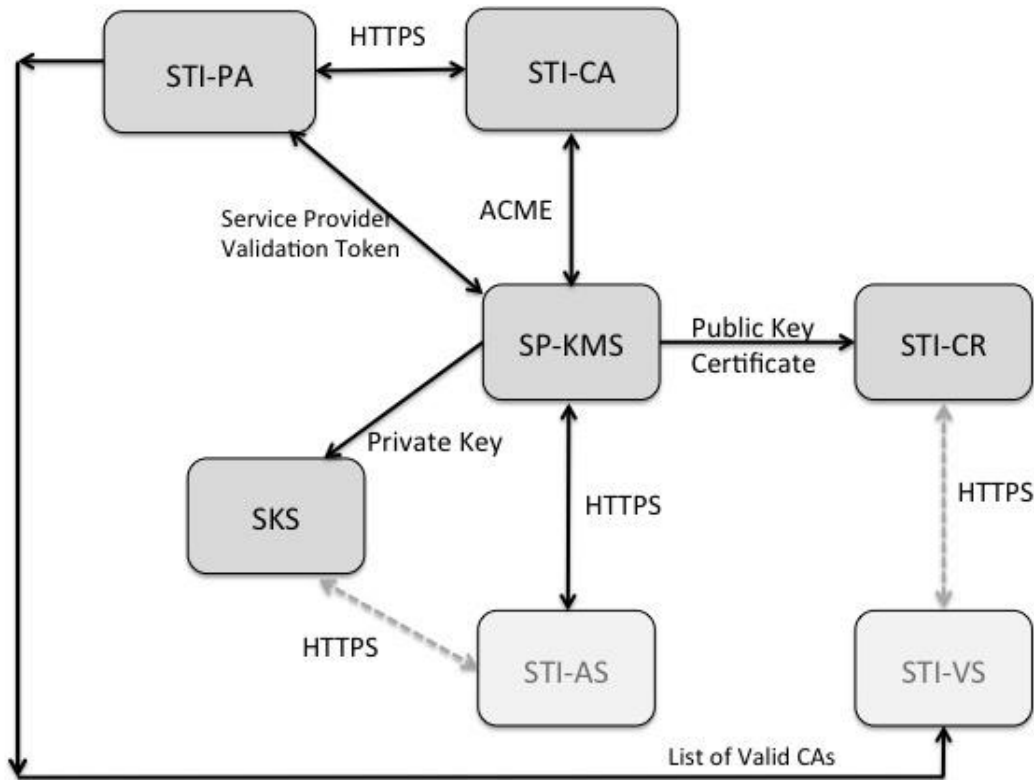 HTTPS
STI-PA
STI-CA
Service Provider
Validation Token
ACME
SP-KMS
Public Key
Certificate
STI-CR
Private Key
SKS
HTTPS
HTTPS
HTTPS
STI-AS
STI-VS
List of Valid CAs